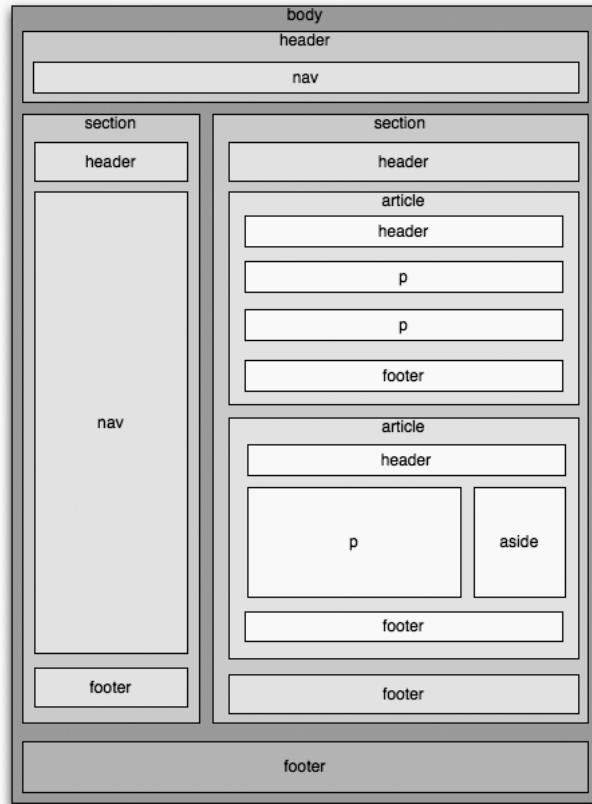 body
header
nav
section
header
nav
footer
section
header
article
header
p
p
footer
article
header
p
aside
footer
footer
footer